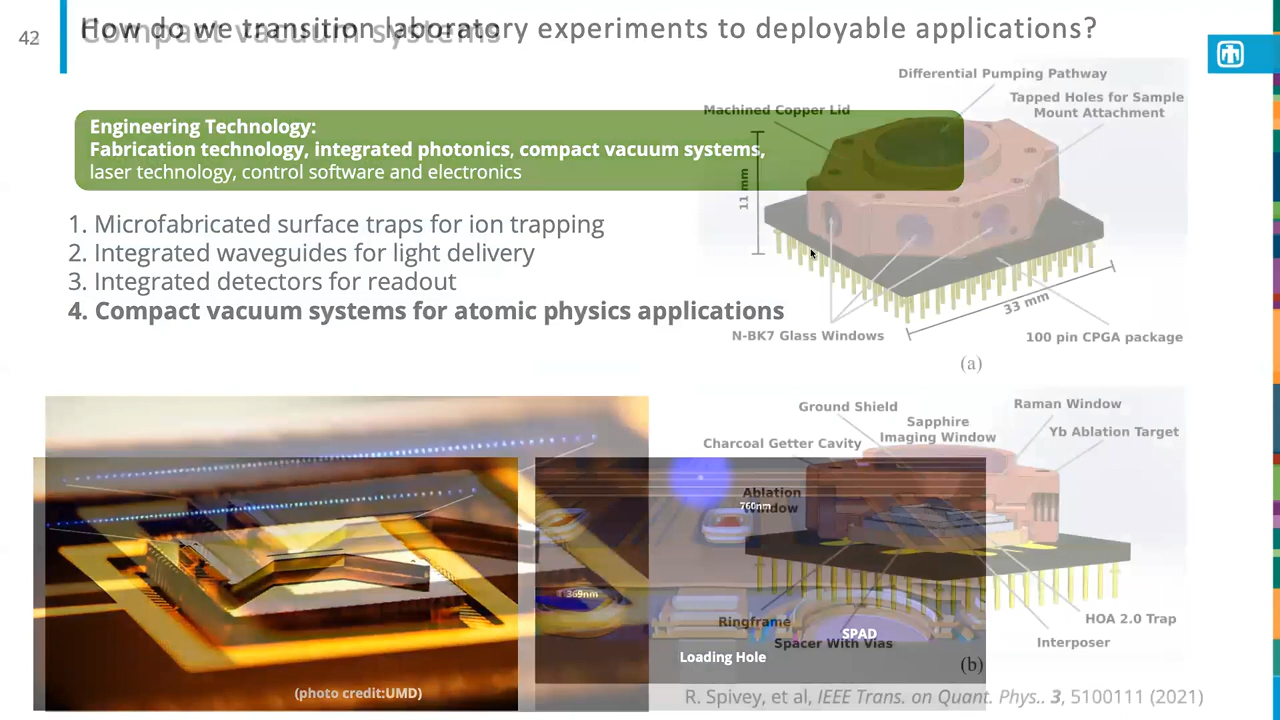 42
How do we transition laboratory experiments to deployable applications?
Compact vacuum systems
Engineering Technology:
Fabrication technology, integrated photonics, compact vacuum systems,
laser technology, control software and electronics
1. Microfabricated surface traps for ion trapping
2. Integrated waveguides for light delivery
3. Integrated detectors for readout
4. Compact vacuum systems for atomic physics applications
Differential Pumping Pathway
Machined Copper Lid
Tapped Holes for Sample
Mount Attachment
11 mm
33 mm
N-BK7 Glass Windows
100 pin CPGA package
(a)
Ground Shield
Raman Window
Sapphire
Imaging Window
Charcoal Getter Cavity
Yb Ablation Target
Ablation
Window
760nm
369nm
Ringframe
SPAD
Spacer With Vias
Loading Hole
HOA 2.0 Trap
Interposer
(b)
(photo credit:UMD)
R. Spivey, et al, IEEE Trans. on Quant. Phys.. 3, 5100111 (2021)